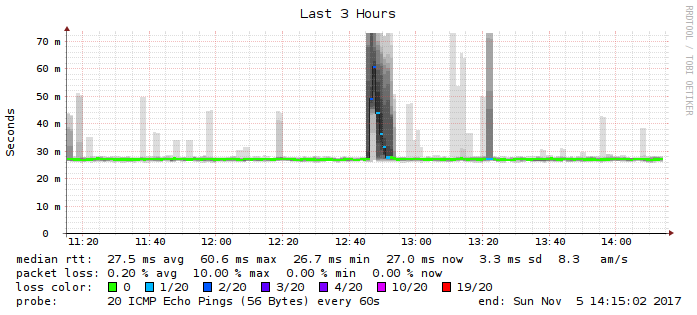 Last 3 Hours
RRDTOOL / TOBI OETIKER
Seconds
70 m
60 m
50 m
40 m
30 m
20 m
10 m
0
11:20 11:40 12:00 12:20 12:40 13:00 13:20 13:40 14:00
median rtt: 27.5 ms avg 60.6 ms max 26.7 ms min 27.0 ms now 3.3 ms sd 8.3 am/s
packet loss: 0.20 % avg 10.00 % max 0.00 % min 0.00 % now
loss color: 0 1/20 2/20 3/20 4/20 10/20 19/20
probe: 20 ICMP Echo Pings (56 Bytes) every 60s end: Sun Nov 5 14:15:02 2017